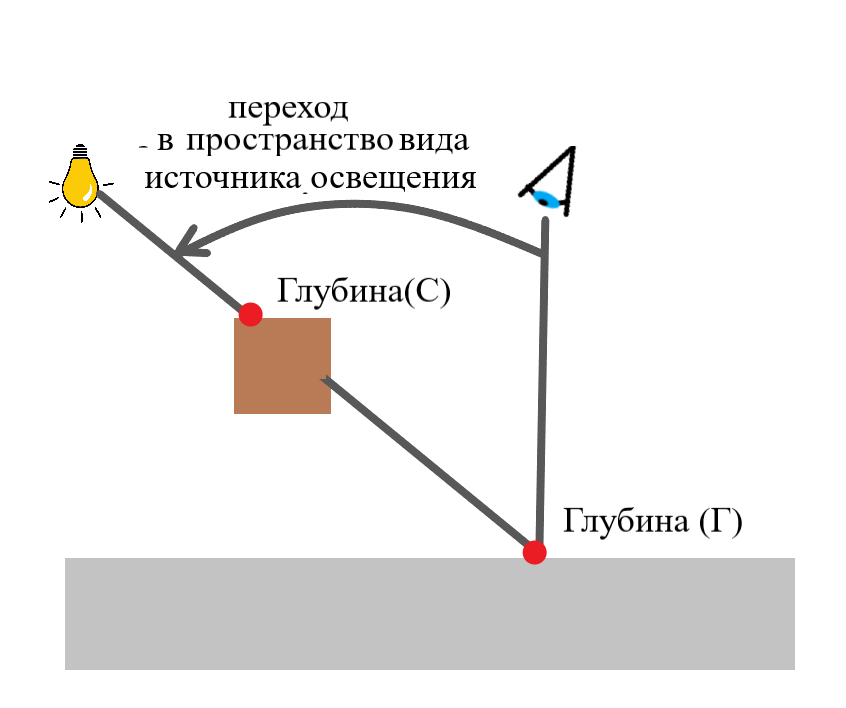 переход
- в пространство вида
источника освещения
Глубина(С)
Глубина (Г)